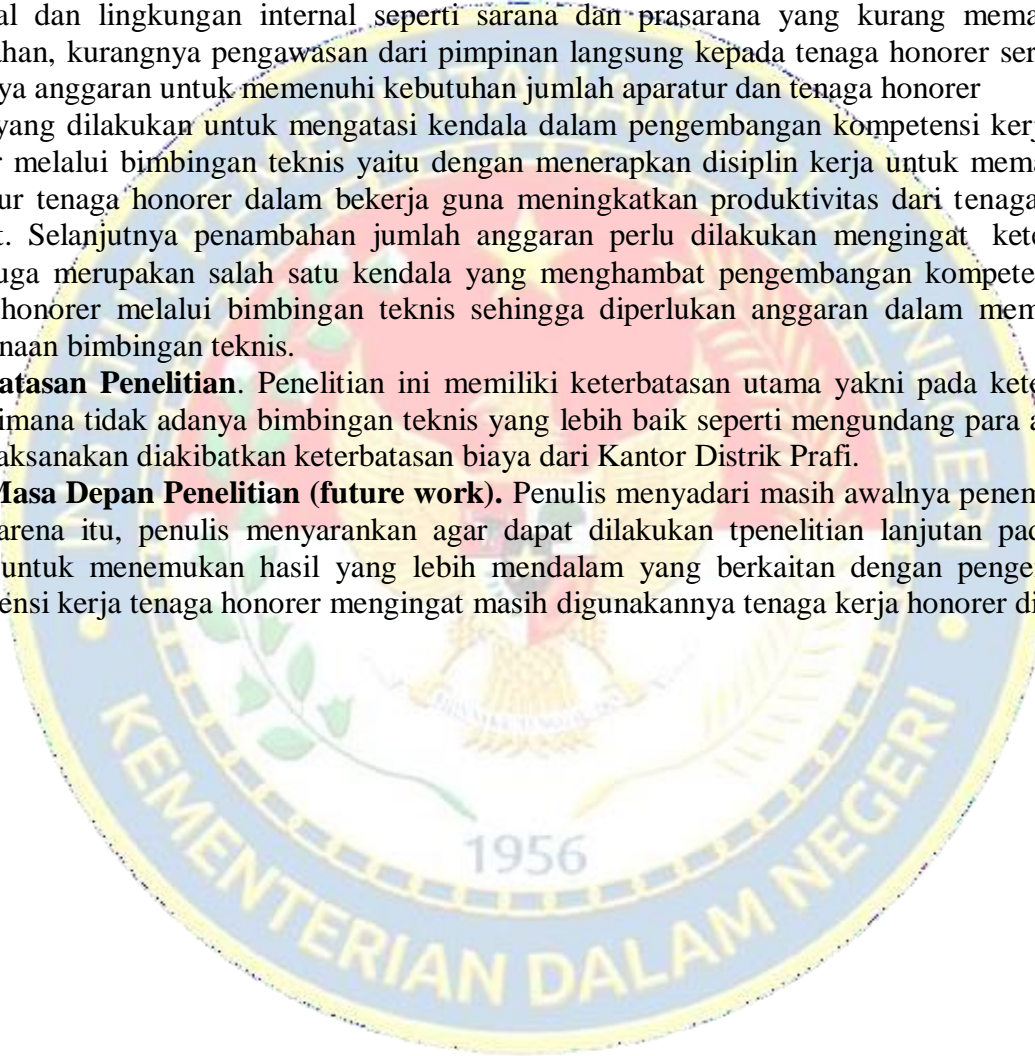 al dan lingkungan internal seperti sarana dan prasarana yang kurang mema
ahan, kurangnya pengawasan dari pimpinan langsung kepada tenaga honorer ser
ya anggaran untuk memenuhi kebutuhan jumlah aparatur dan tenaga honorer
yang dilakukan untuk mengatasi kendala dalam pengembangan kompetensi kerj
r melalui bimbingan teknis yaitu dengan menerapkan disiplin kerja untuk mema
ur tenaga honorer dalam bekerja guna meningkatkan produktivitas dari tenaga
t. Selanjutnya penambahan jumlah anggaran perlu dilakukan mengingat kete
uga merupakan salah satu kendala yang menghambat pengembangan kompete
honorer melalui bimbingan teknis sehingga diperlukan anggaran dalam mem
naan bimbingan teknis.
atasan Penelitian. Penelitian ini memiliki keterbatasan utama yakni pada kete
imana tidak adanya bimbingan teknis yang lebih baik seperti mengundang para a
aksanakan diakibatkan keterbatasan biaya dari Kantor Distrik Prafi.
Masa Depan Penelitian (future work). Penulis menyadari masih awalnya penem
arena itu, penulis menyarankan agar dapat dilakukan tpenelitian lanjutan pad
untuk menemukan hasil yang lebih mendalam yang berkaitan dengan penge
ensi kerja tenaga honorer mengingat masih digunakannya tenaga kerja honorer di
INSTITUT PEMERINTAHAN DALAM NEGERI
1956
KEMENTERIAN DALAM NEGERI